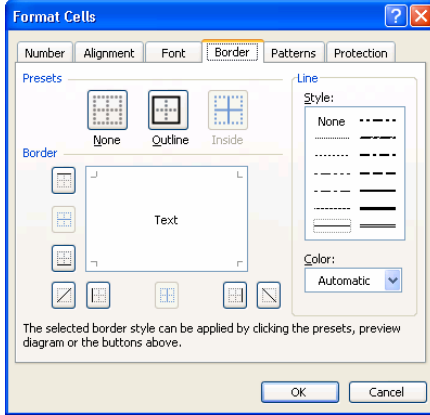 Format Cells
Number Alignment Font Border Patterns Protection
Presets
Line
Style:
None
None Outline Inside
Border
Text
Color:
Automatic
The selected border style can be applied by clicking the presets, preview
diagram or the buttons above.
OK Cancel